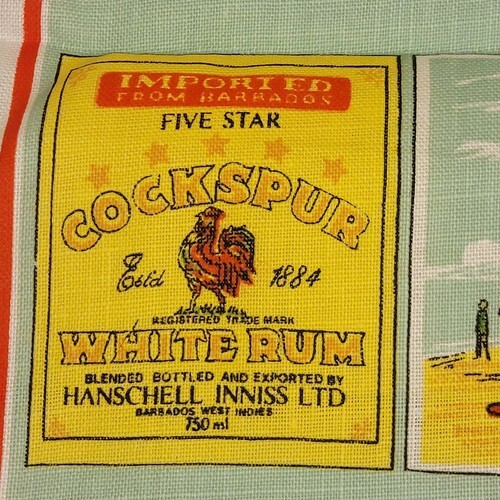 IMPORTED
FROM BARBADOS
FIVE STAR
COCKSPUR
Estd 1884
REGISTERED TRADE MARK
WHITE RUM
BLENDED BOTTLED AND EXPORTED BY
HANSCHELL INNISS LTD
BARBADOS WEST INDIES
750 ml